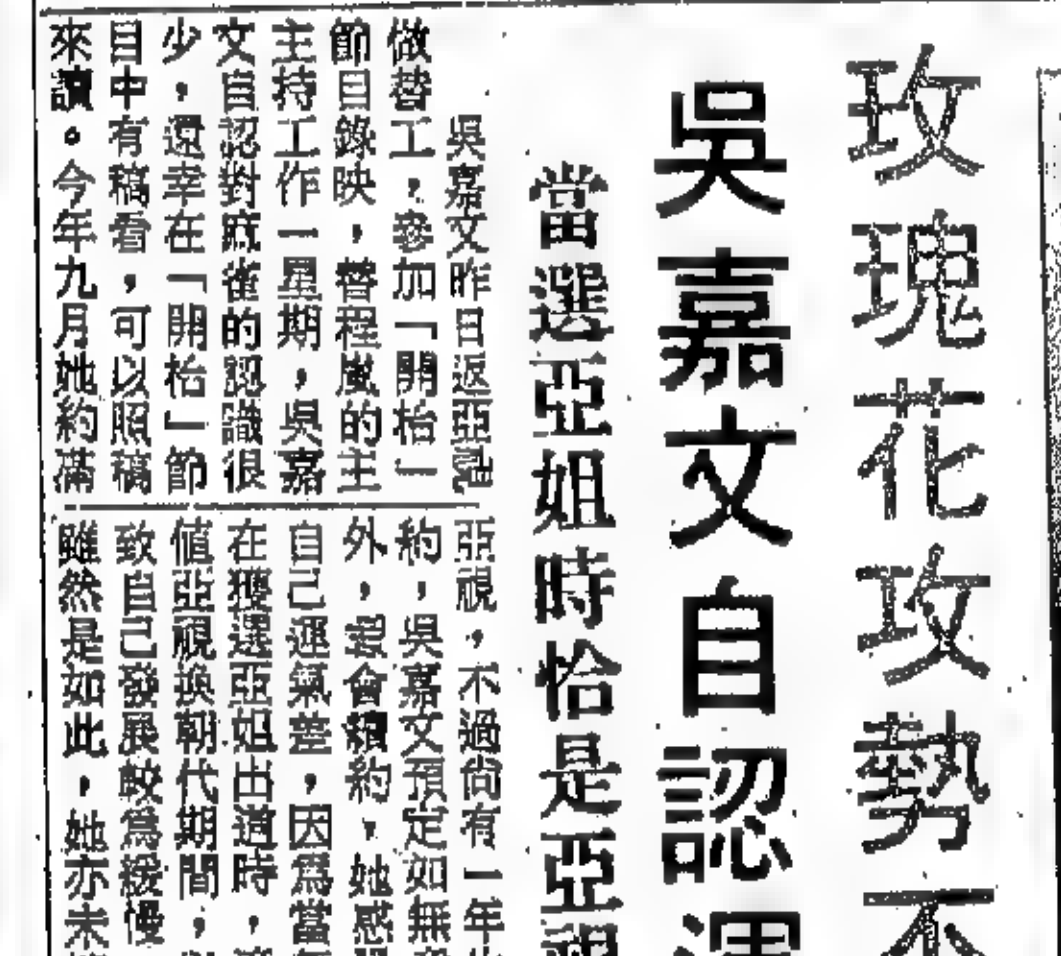 玫瑰花攻勢不
吳嘉文自認運
當選亞姐時恰是亞視
吳嘉文昨日返亞視
做替工，參加「開枱」
節目錄映，替程嵐的主
主持工作一星期，吳嘉
文自認對麻雀的認識很
少，還幸在「開枱」節
目中有稿看，可以照稿
來讀。今年九月她約滿
亞視，不過尚有一年
約，吳嘉文預定如無
外，會續約，她感
自己運氣差，因為當
在獲選亞姐出道時，
值亞視換朝代期間，
致自己發展較為緩慢
雖然是如此，她亦未